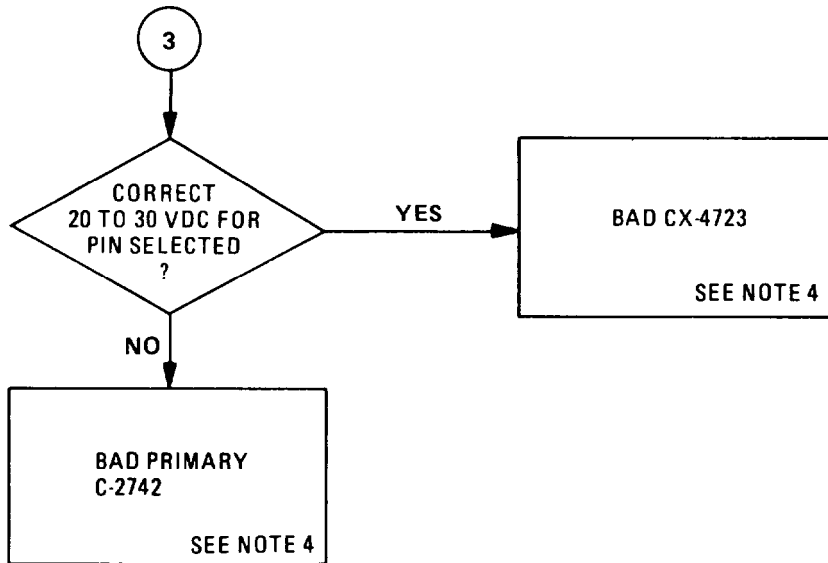 3
CORRECT
20 TO 30 VDC FOR
PIN SELECTED
?
YES
BAD CX-4723
SEE NOTE 4
NO
BAD PRIMARY
C-2742
SEE NOTE 4